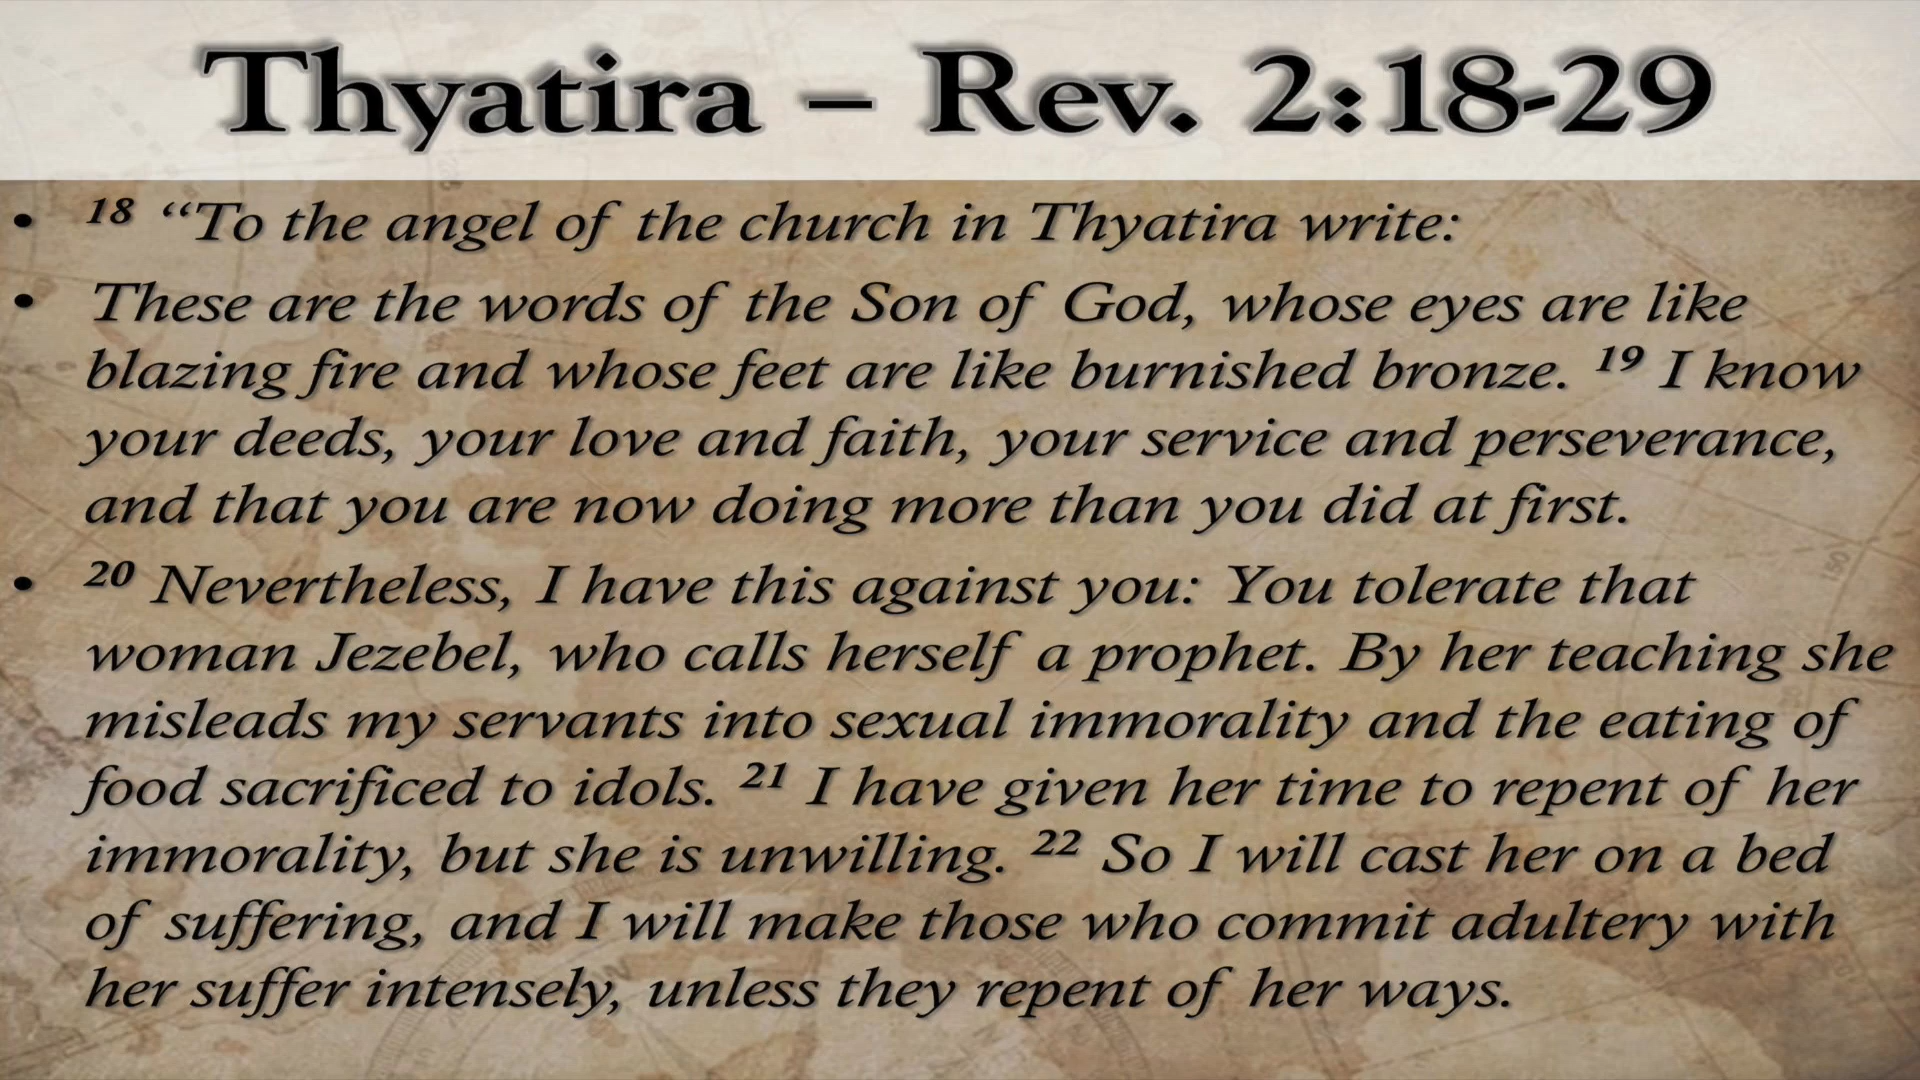 Thyatira – Rev. 2:18-29
• 18 “To the angel of the church in Thyatira write:
• These are the words of the Son of God, whose eyes are like
blazing fire and whose feet are like burnished bronze. 19 I know
your deeds, your love and faith, your service and perseverance,
and that you are now doing more than you did at first.
• 20 Nevertheless, I have this against you: You tolerate that
woman Jezebel, who calls herself a prophet. By her teaching she
misleads my servants into sexual immorality and the eating of
food sacrificed to idols. 21 I have given her time to repent of her
immorality, but she is unwilling. 22 So I will cast her on a bed
of suffering, and I will make those who commit adultery with
her suffer intensely, unless they repent of her ways.